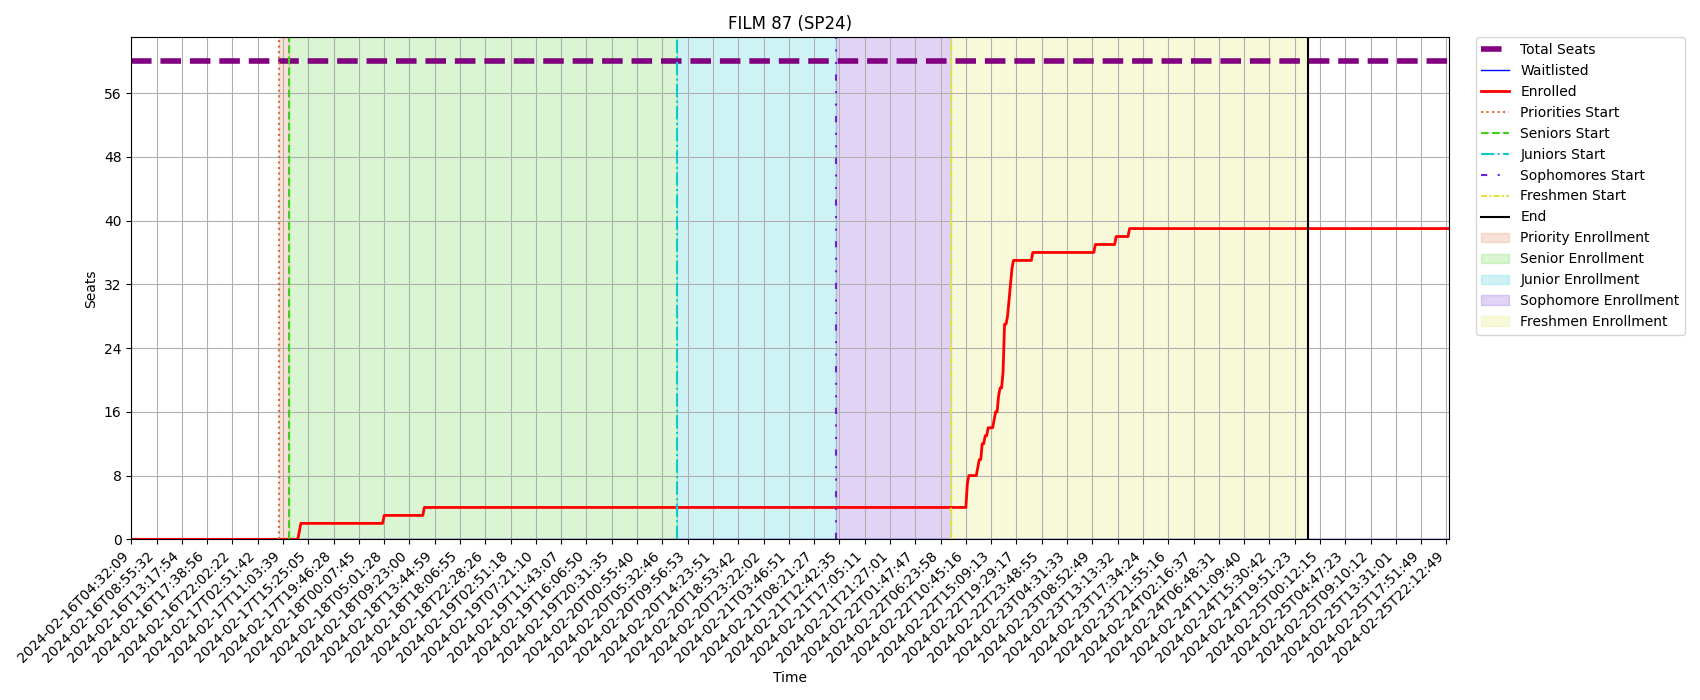 FILM 87 (SP24)
Total Seats
Waitlisted
Enrolled
Priorities Start
Seniors Start
Juniors Start
Sophomores Start
Freshmen Start
End
Priority Enrollment
Senior Enrollment
Junior Enrollment
Sophomore Enrollment
Freshmen Enrollment
Seats
56
48
40
32
24
16
8
0
2024-02-16T04:32:09
2024-02-16T08:55:32
2024-02-16T13:17:54
2024-02-16T17:38:56
2024-02-16T22:02:22
2024-02-17T02:51:42
2024-02-17T11:03:39
2024-02-17T15:25:05
2024-02-17T19:46:28
2024-02-18T00:07:45
2024-02-18T05:01:28
2024-02-18T09:23:00
2024-02-18T13:44:59
2024-02-18T18:06:55
2024-02-18T22:28:26
2024-02-19T02:51:18
2024-02-19T07:21:10
2024-02-19T11:43:07
2024-02-19T16:06:50
2024-02-19T20:31:35
2024-02-20T00:55:40
2024-02-20T05:32:46
2024-02-20T09:56:53
2024-02-20T14:23:51
2024-02-20T18:53:42
2024-02-20T23:22:02
2024-02-21T03:46:51
2024-02-21T08:21:27
2024-02-21T12:42:35
2024-02-21T17:05:11
2024-02-21T21:27:01
2024-02-22T01:47:47
2024-02-22T06:23:58
2024-02-22T10:45:16
2024-02-22T15:09:13
2024-02-22T19:29:17
2024-02-22T23:48:55
2024-02-23T04:31:33
2024-02-23T08:52:49
2024-02-23T13:13:32
2024-02-23T17:34:24
2024-02-23T21:55:16
2024-02-24T02:16:37
2024-02-24T06:48:31
2024-02-24T11:09:40
2024-02-24T15:30:42
2024-02-24T19:51:23
2024-02-25T00:12:15
2024-02-25T04:47:23
2024-02-25T09:10:12
2024-02-25T13:31:01
2024-02-25T17:51:49
2024-02-25T22:12:49
Time